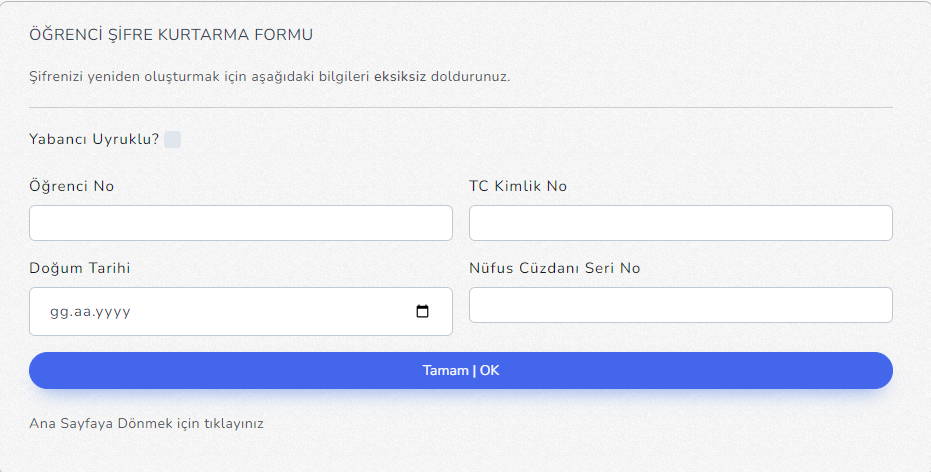 ÖĞRENCİ ŞİFRE KURTARMA FORMU
Şifrenizi yeniden oluşturmak için aşağıdaki bilgileri eksiksiz doldurunuz.
Yabancı Uyruklu?
Öğrenci No
TC Kimlik No
Doğum Tarihi
Nüfus Cüzdanı Seri No
gg.aa.yyyy
Tamam | OK
Ana Sayfaya Dönmek için tıklayınız